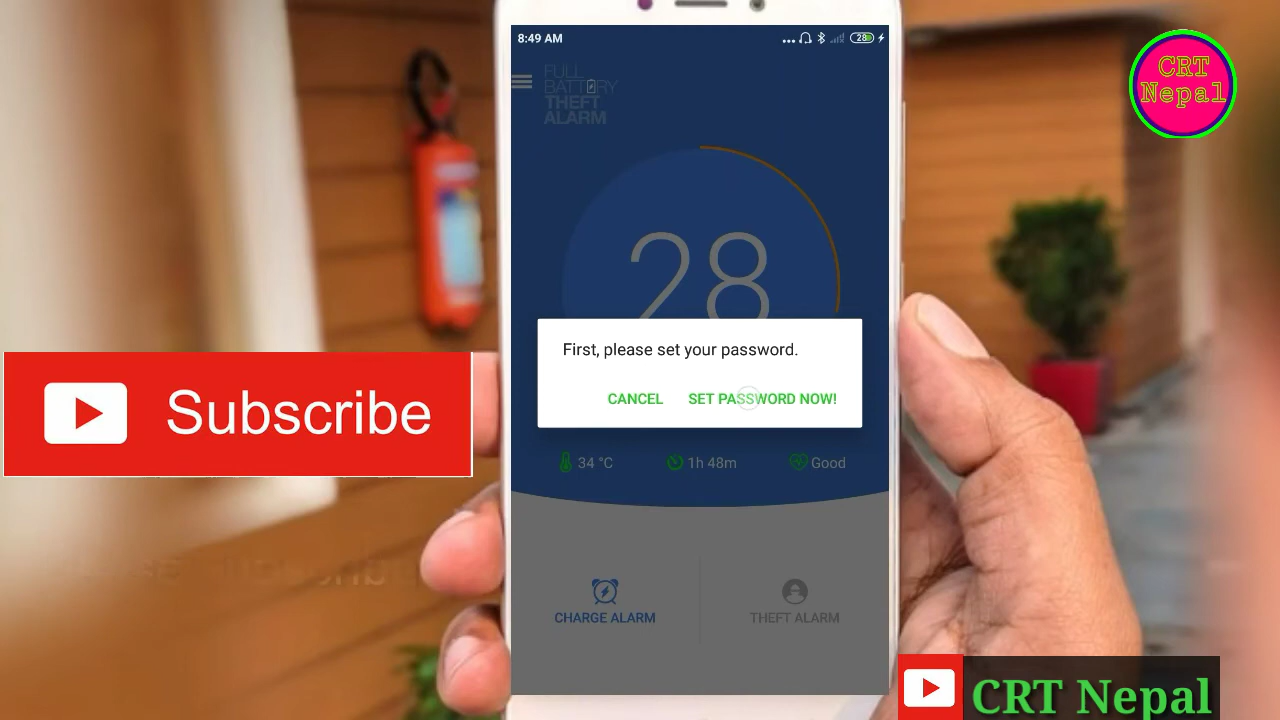 8:49 AM
28
FULL
BATTERY
THEFT
ALARM
28
First, please set your password.
CANCEL
SET PASSWORD NOW!
34 °C
1h 48m
Good
CHARGE ALARM
THEFT ALARM
Subscribe
CRT
Nepal
CRT Nepal